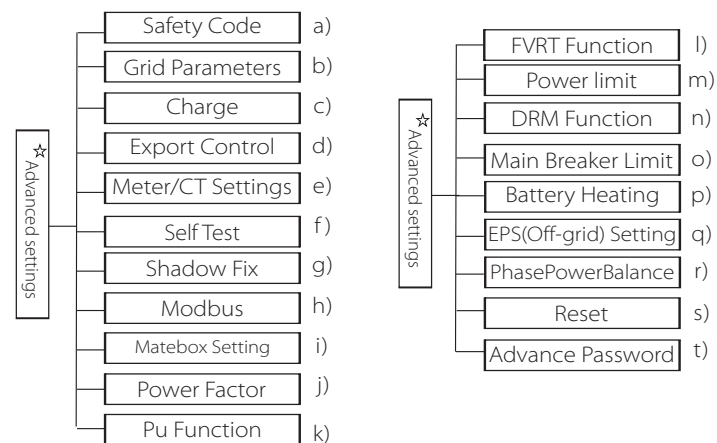 ☆Advanced settings
Safety Code a)
Grid Parameters b)
Charge c)
Export Control d)
Meter/CT Settings e)
Self Test f)
Shadow Fix g)
Modbus h)
Matebox Setting i)
Power Factor j)
Pu Function k)
☆Advanced settings
FVRT Function l)
Power limit m)
DRM Function n)
Main Breaker Limit o)
Battery Heating p)
EPS(Off-grid) Setting q)
PhasePowerBalance r)
Reset s)
Advance Password t)